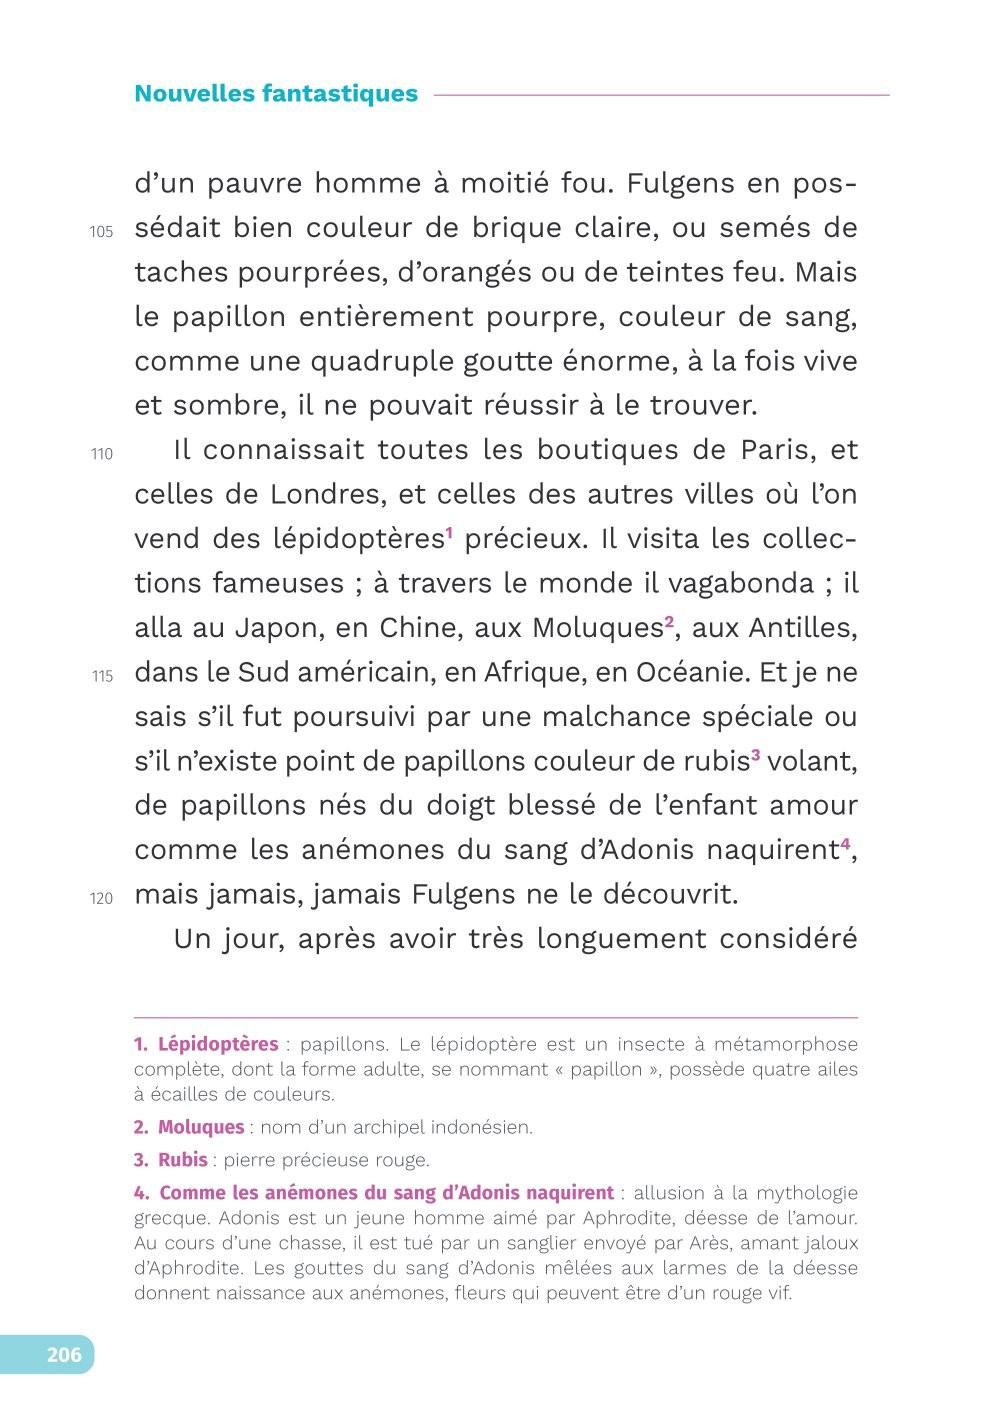 Nouvelles fantastiques
d’un pauvre homme à moitié fou. Fulgens en pos-
105 sédait bien couleur de brique claire, ou semés de
taches pourprées, d’orangés ou de teintes feu. Mais
le papillon entièrement pourpre, couleur de sang,
comme une quadruple goutte énorme, à la fois vive
et sombre, il ne pouvait réussir à le trouver.
110 Il connaissait toutes les boutiques de Paris, et
celles de Londres, et celles des autres villes où l’on
vend des lépidoptères1 précieux. Il visita les collec-
tions fameuses ; à travers le monde il vagabonda ; il
alla au Japon, en Chine, aux Moluques2, aux Antilles,
115 dans le Sud américain, en Afrique, en Océanie. Et je ne
sais s’il fut poursuivi par une malchance spéciale ou
s’il n’existe point de papillons couleur de rubis3 volant,
de papillons nés du doigt blessé de l’enfant amour
comme les anémones du sang d’Adonis naquirent4,
120 mais jamais, jamais Fulgens ne le découvrit.
Un jour, après avoir très longuement considéré
1. Lépidoptères : papillons. Le lépidoptère est un insecte à métamorphose
complète, dont la forme adulte, se nommant « papillon », possède quatre ailes
à écailles de couleurs.
2. Moluques : nom d’un archipel indonésien.
3. Rubis : pierre précieuse rouge.
4. Comme les anémones du sang d’Adonis naquirent : allusion à la mythologie
grecque. Adonis est un jeune homme aimé par Aphrodite, déesse de l’amour.
Au cours d’une chasse, il est tué par un sanglier envoyé par Arès, amant jaloux
d’Aphrodite. Les gouttes du sang d’Adonis mêlées aux larmes de la déesse
donnent naissance aux anémones, fleurs qui peuvent être d’un rouge vif.
206